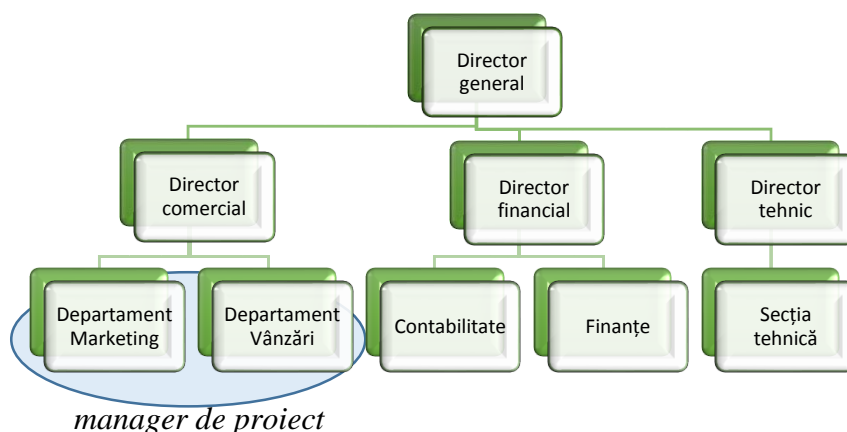 Director
general
Director
comercial
Director
financial
Director
tehnic
Departament
Marketing
Departament
Vânzări
Contabilitate
Finanțe
Secția
tehnică
manager de proiect